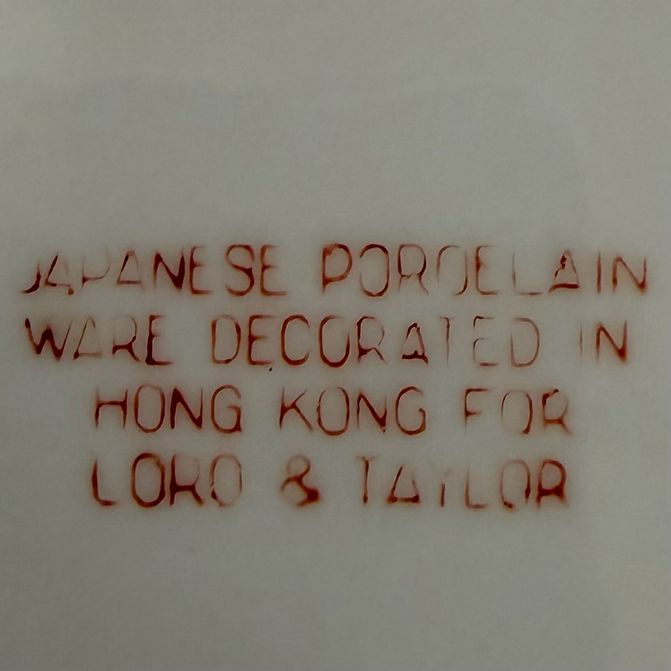 JAPANESE PORCELAIN
WARE DECORATED IN
HONG KONG FOR
LORD & TAYLOR